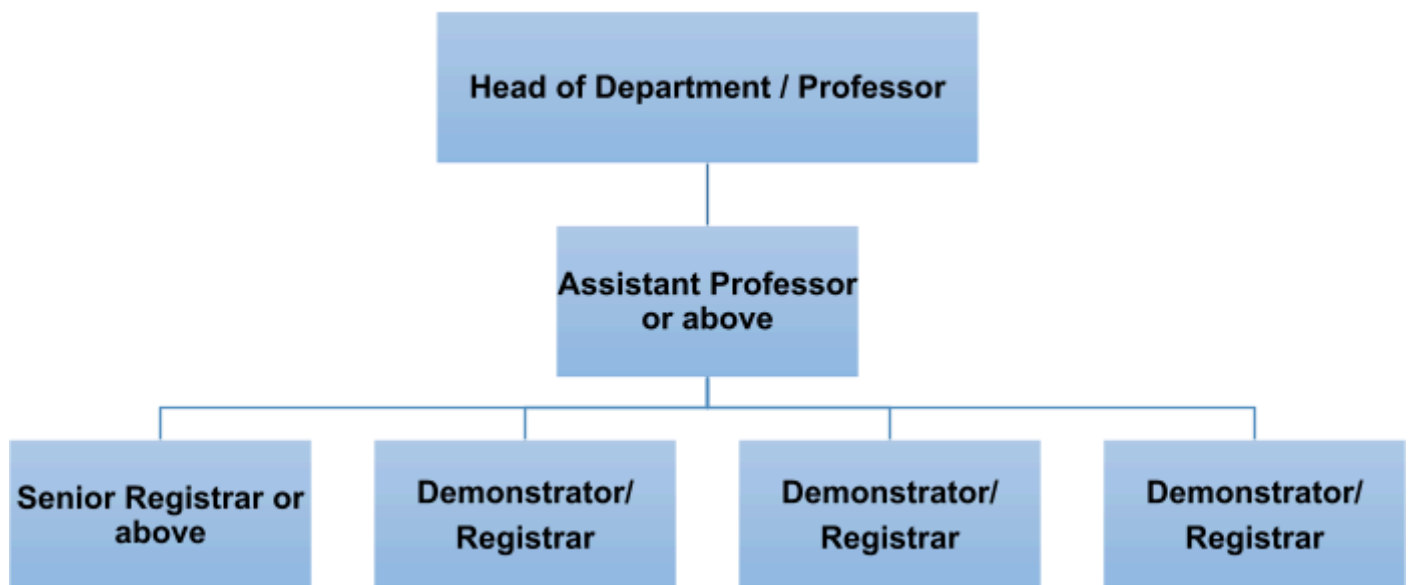 Head of Department / Professor
Assistant Professor
or above
Senior Registrar or
above
Demonstrator/
Registrar
Demonstrator/
Registrar
Demonstrator/
Registrar